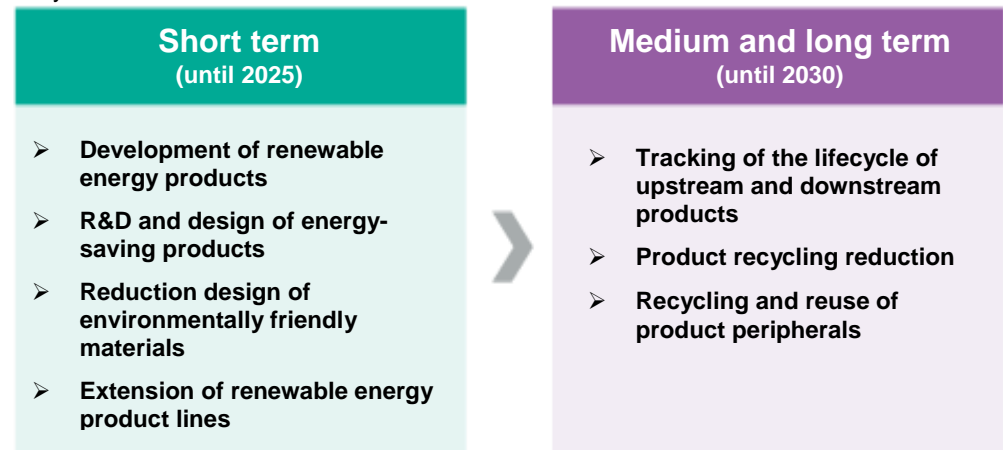 Short term
(until 2025)
➢ Development of renewable
energy products
➢ R&D and design of energy-
saving products
➢ Reduction design of
environmentally friendly
materials
➢ Extension of renewable energy
product lines
Medium and long term
(until 2030)
➢ Tracking of the lifecycle of
upstream and downstream
products
➢ Product recycling reduction
➢ Recycling and reuse of
product peripherals